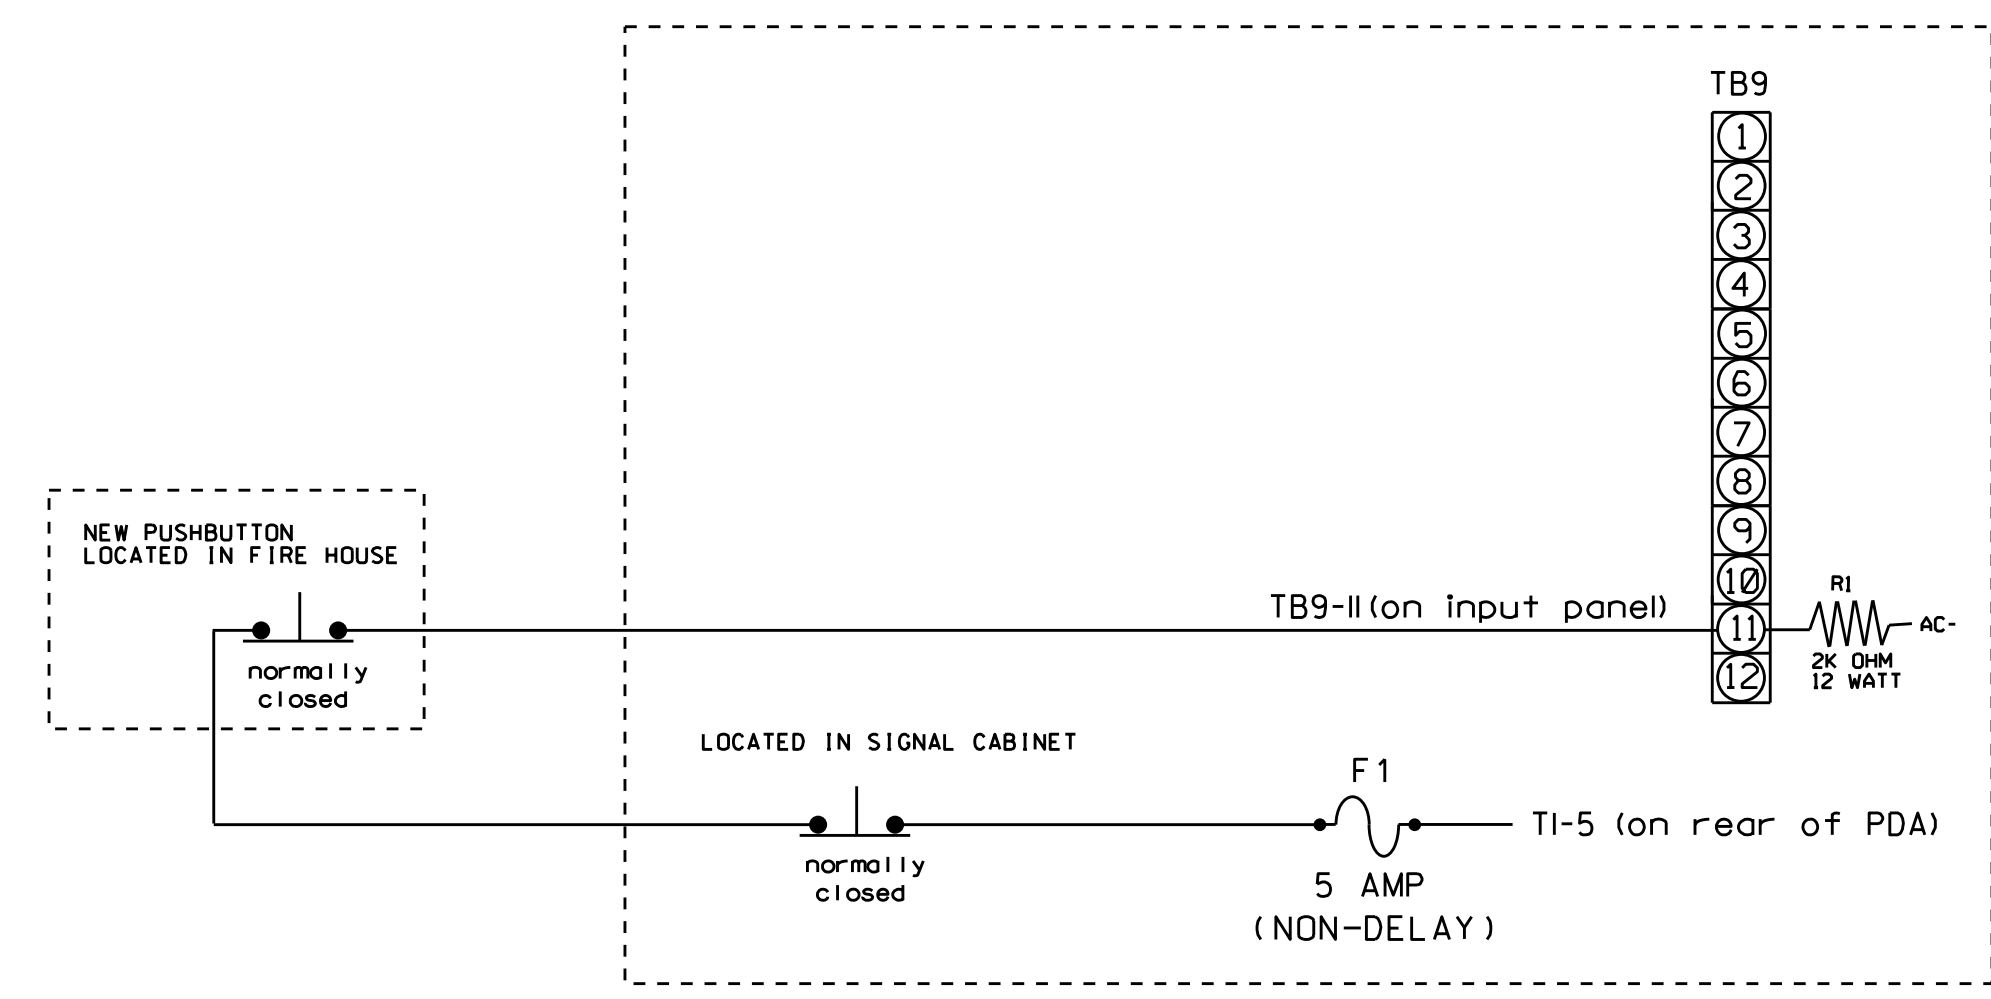 TB9
1
2
3
4
5
6
7
8
9
10
11
12
NEW PUSHBUTTON
LOCATED IN FIRE HOUSE
normally
closed
TB9-11(on input panel)
R1
AC-
2K OHM
12 WATT
LOCATED IN SIGNAL CABINET
normally
closed
F1
T1-5 (on rear of PDA)
5 AMP
(NON-DELAY)